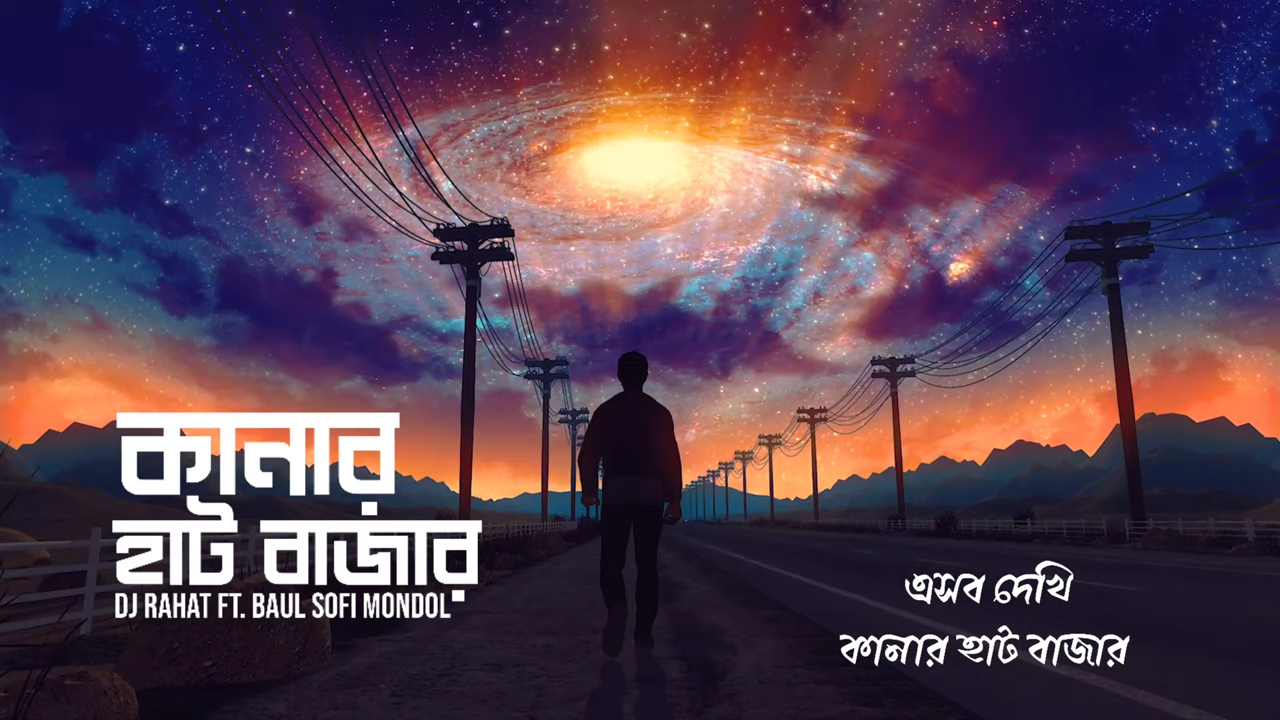 কানার
হাট বাজার
DJ RAHAT FT. BAUL SOFI MONDOL
এসব দেখি
কানার হাট বাজার